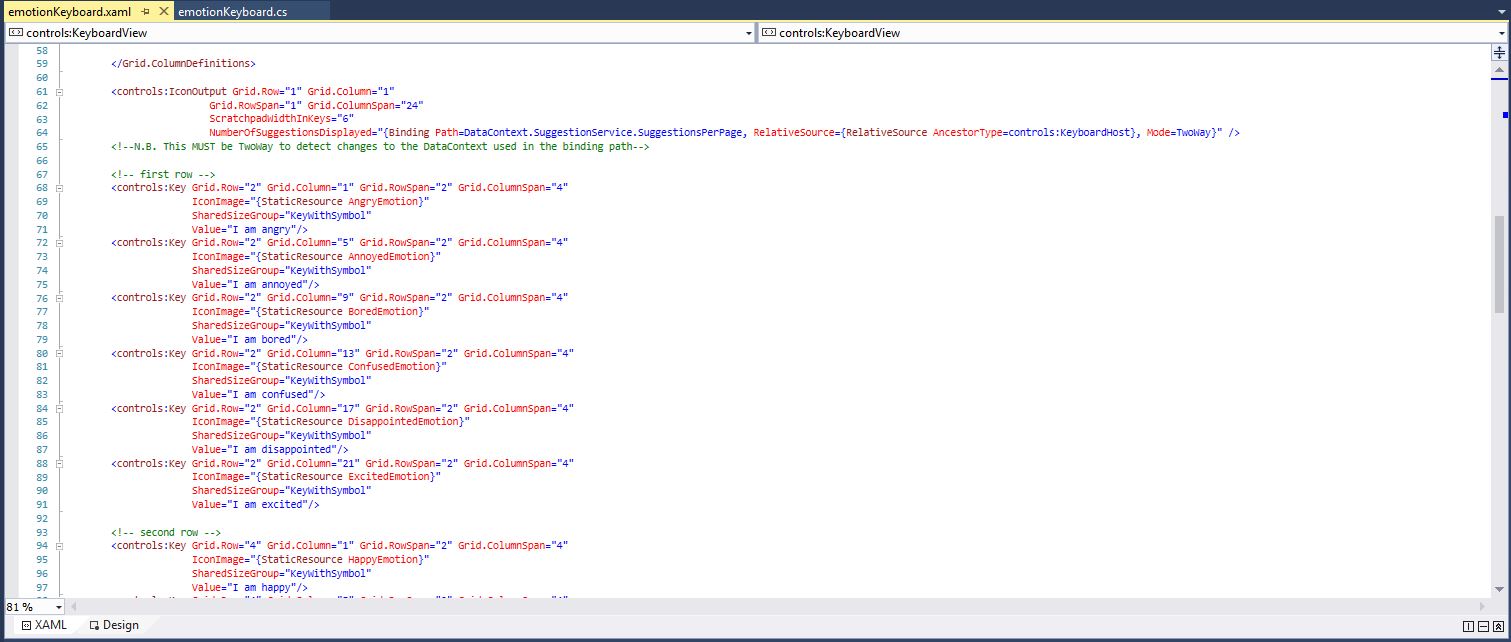 emotionKeyboard.xaml emotionKeyboard.cs
controls:KeyboardView controls:KeyboardView
58
59 </Grid.ColumnDefinitions>
60
61 <controls:IconOutput Grid.Row="1" Grid.Column="1"
62 Grid.RowSpan="1" Grid.ColumnSpan="24"
63 ScratchpadWidthInKeys="6"
64 NumberOfSuggestionsDisplayed="{Binding Path=DataContext.SuggestionService.SuggestionsPerPage, RelativeSource={RelativeSource AncestorType=controls:KeyboardHost}, Mode=TwoWay}" />
65 <!--N.B. This MUST be TwoWay to detect changes to the DataContext used in the binding path-->
66
67 <!-- first row -->
68 <controls:Key Grid.Row="2" Grid.Column="1" Grid.RowSpan="2" Grid.ColumnSpan="4"
69 IconImage="{StaticResource AngryEmotion}"
70 SharedSizeGroup="KeyWithSymbol"
71 Value="I am angry"/>
72 <controls:Key Grid.Row="2" Grid.Column="5" Grid.RowSpan="2" Grid.ColumnSpan="4"
73 IconImage="{StaticResource AnnoyedEmotion}"
74 SharedSizeGroup="KeyWithSymbol"
75 Value="I am annoyed"/>
76 <controls:Key Grid.Row="2" Grid.Column="9" Grid.RowSpan="2" Grid.ColumnSpan="4"
77 IconImage="{StaticResource BoredEmotion}"
78 SharedSizeGroup="KeyWithSymbol"
79 Value="I am bored"/>
80 <controls:Key Grid.Row="2" Grid.Column="13" Grid.RowSpan="2" Grid.ColumnSpan="4"
81 IconImage="{StaticResource ConfusedEmotion}"
82 SharedSizeGroup="KeyWithSymbol"
83 Value="I am confused"/>
84 <controls:Key Grid.Row="2" Grid.Column="17" Grid.RowSpan="2" Grid.ColumnSpan="4"
85 IconImage="{StaticResource DisappointedEmotion}"
86 SharedSizeGroup="KeyWithSymbol"
87 Value="I am disappointed"/>
88 <controls:Key Grid.Row="2" Grid.Column="21" Grid.RowSpan="2" Grid.ColumnSpan="4"
89 IconImage="{StaticResource ExcitedEmotion}"
90 SharedSizeGroup="KeyWithSymbol"
91 Value="I am excited"/>
92
93 <!-- second row -->
94 <controls:Key Grid.Row="4" Grid.Column="1" Grid.RowSpan="2" Grid.ColumnSpan="4"
95 IconImage="{StaticResource HappyEmotion}"
96 SharedSizeGroup="KeyWithSymbol"
97 Value="I am happy"/>
81 %
XAML Design